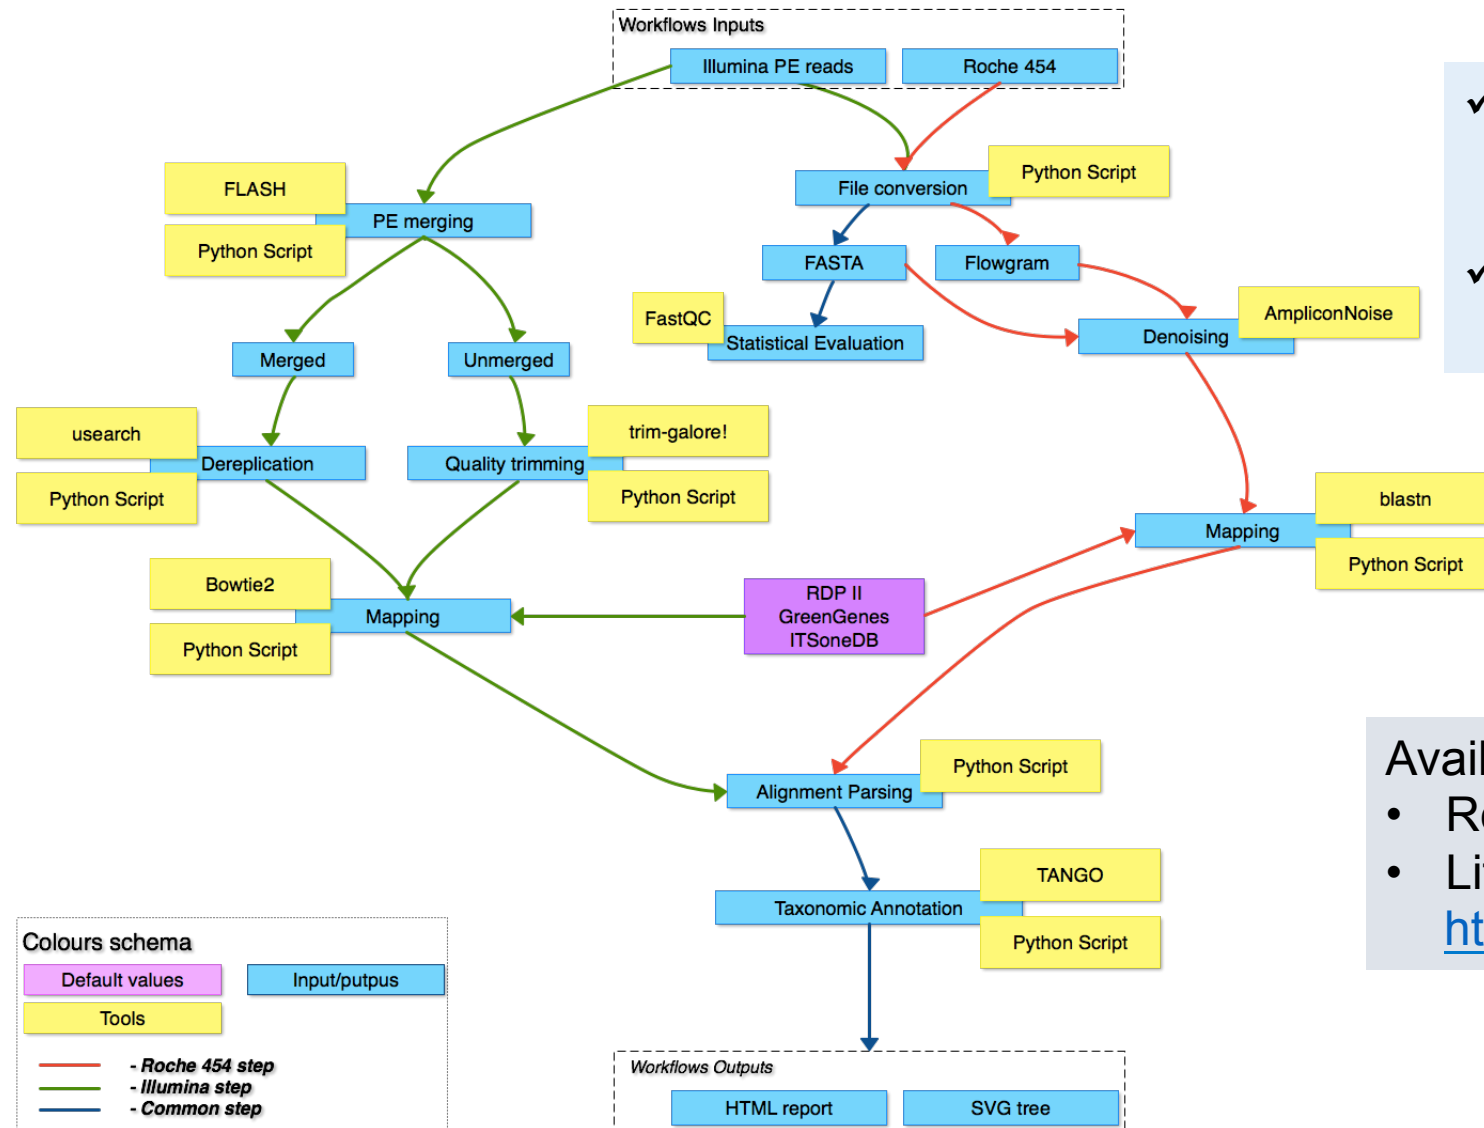 Workflows Inputs
Illumina PE reads
Roche 454
FLASH
Python Script
PE merging
File conversion
Python Script
FASTA
Flowgram
FastQC
Statistical Evaluation
AmpliconNoise
Denoising
Merged
Unmerged
usearch
Dereplication
Python Script
trim-galore!
Quality trimming
Python Script
blastn
Mapping
Python Script
Bowtie2
Mapping
Python Script
RDP II
GreenGenes
ITSoneDB
Python Script
Alignment Parsing
TANGO
Taxonomic Annotation
Python Script
Colours schema
Default values
Input/putpus
Tools
- Roche 454 step
- Illumina step
- Common step
Workflows Outputs
HTML report
SVG tree